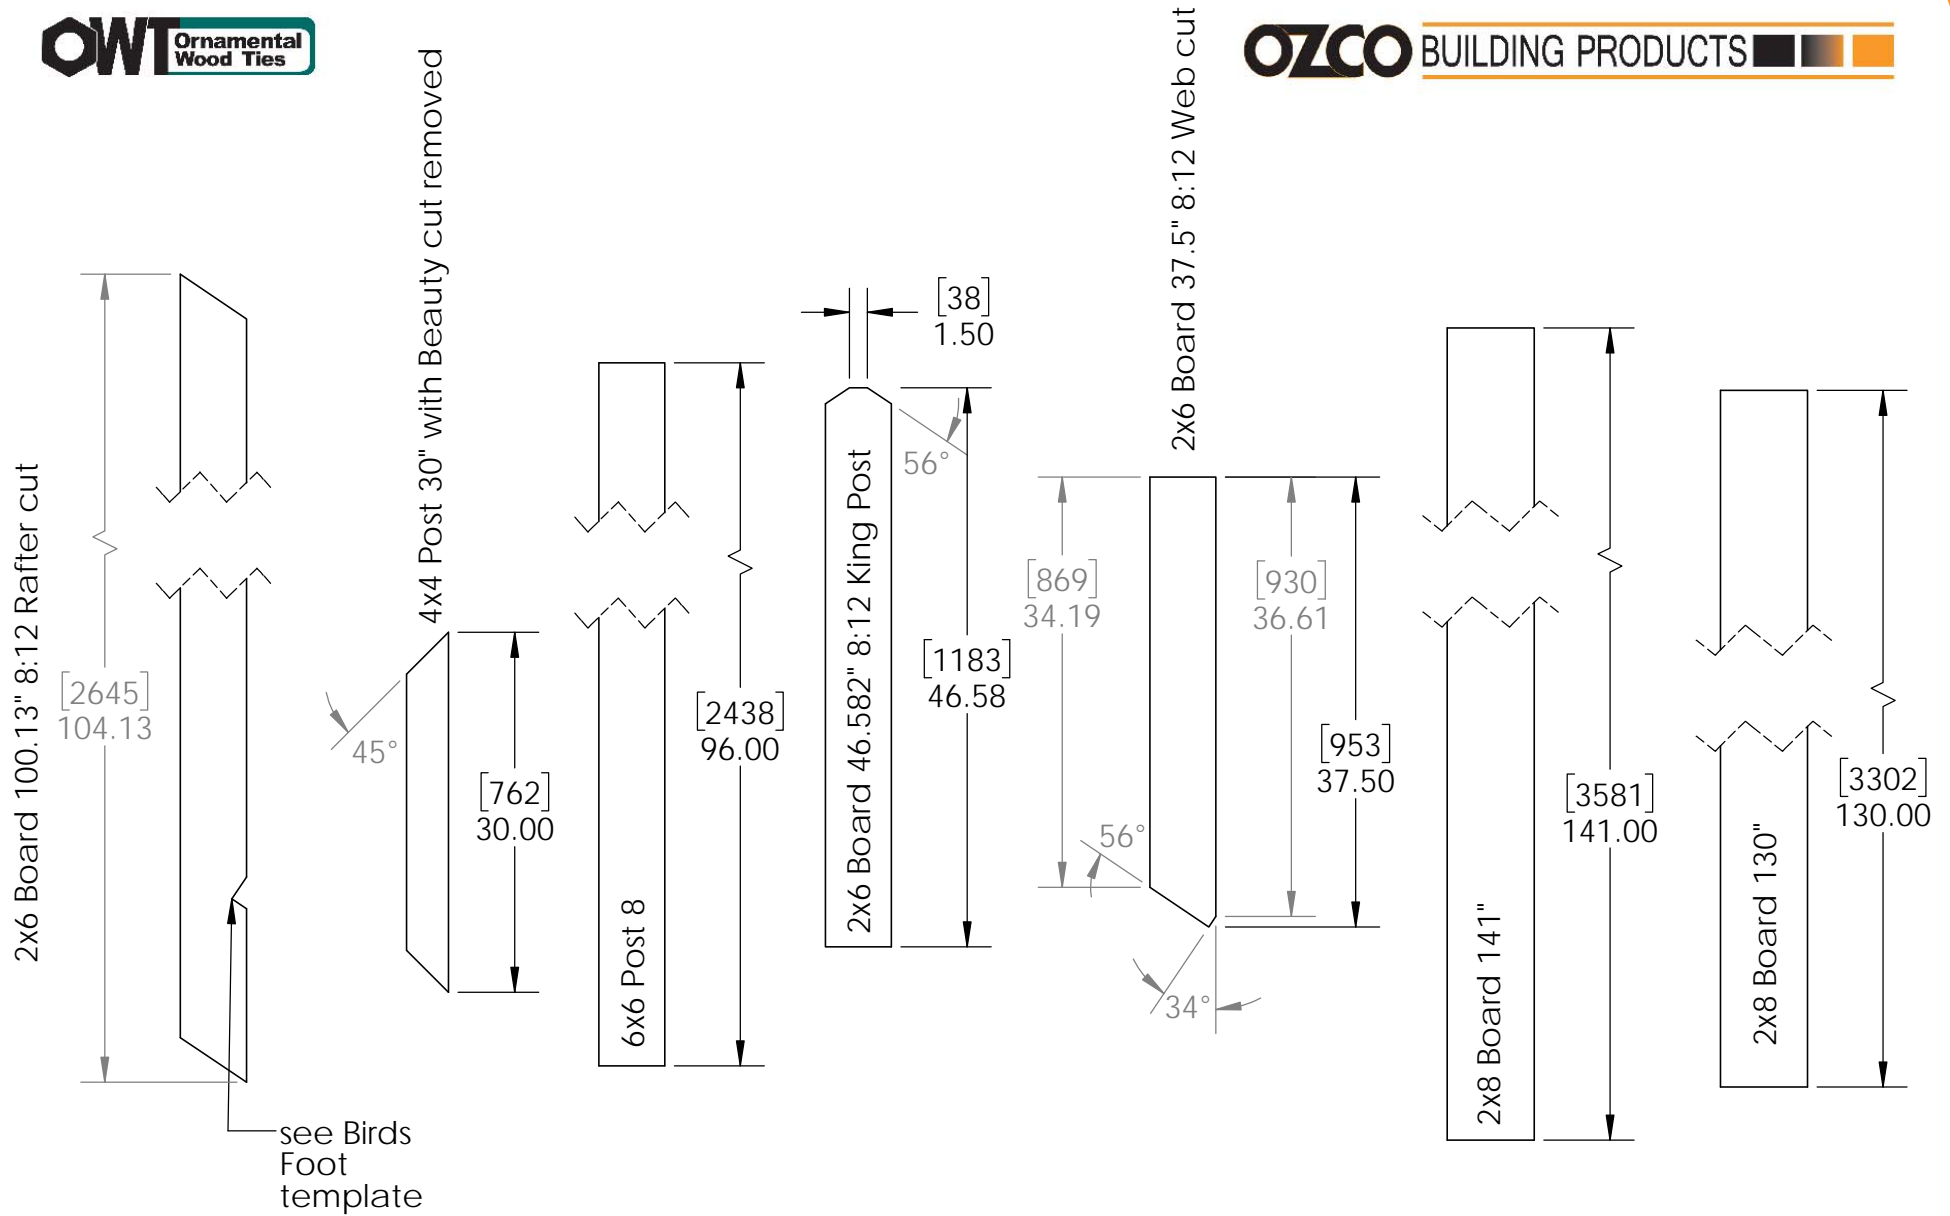 OWT Ornamental
Wood Ties
OZCO BUILDING PRODUCTS
2x6 Board 100.13" 8:12 Rafter cut
[2645]
104.13
see Birds
Foot
template
4x4 Post 30" with Beauty cut removed
45°
[762]
30.00
6x6 Post 8
[2438]
96.00
[38]
1.50
56°
2x6 Board 46.582" 8:12 King Post
[1183]
46.58
2x6 Board 37.5" 8:12 Web cut
[869]
34.19
[930]
36.61
[953]
37.50
56°
34°
2x8 Board 141"
[3581]
141.00
2x8 Board 130"
[3302]
130.00